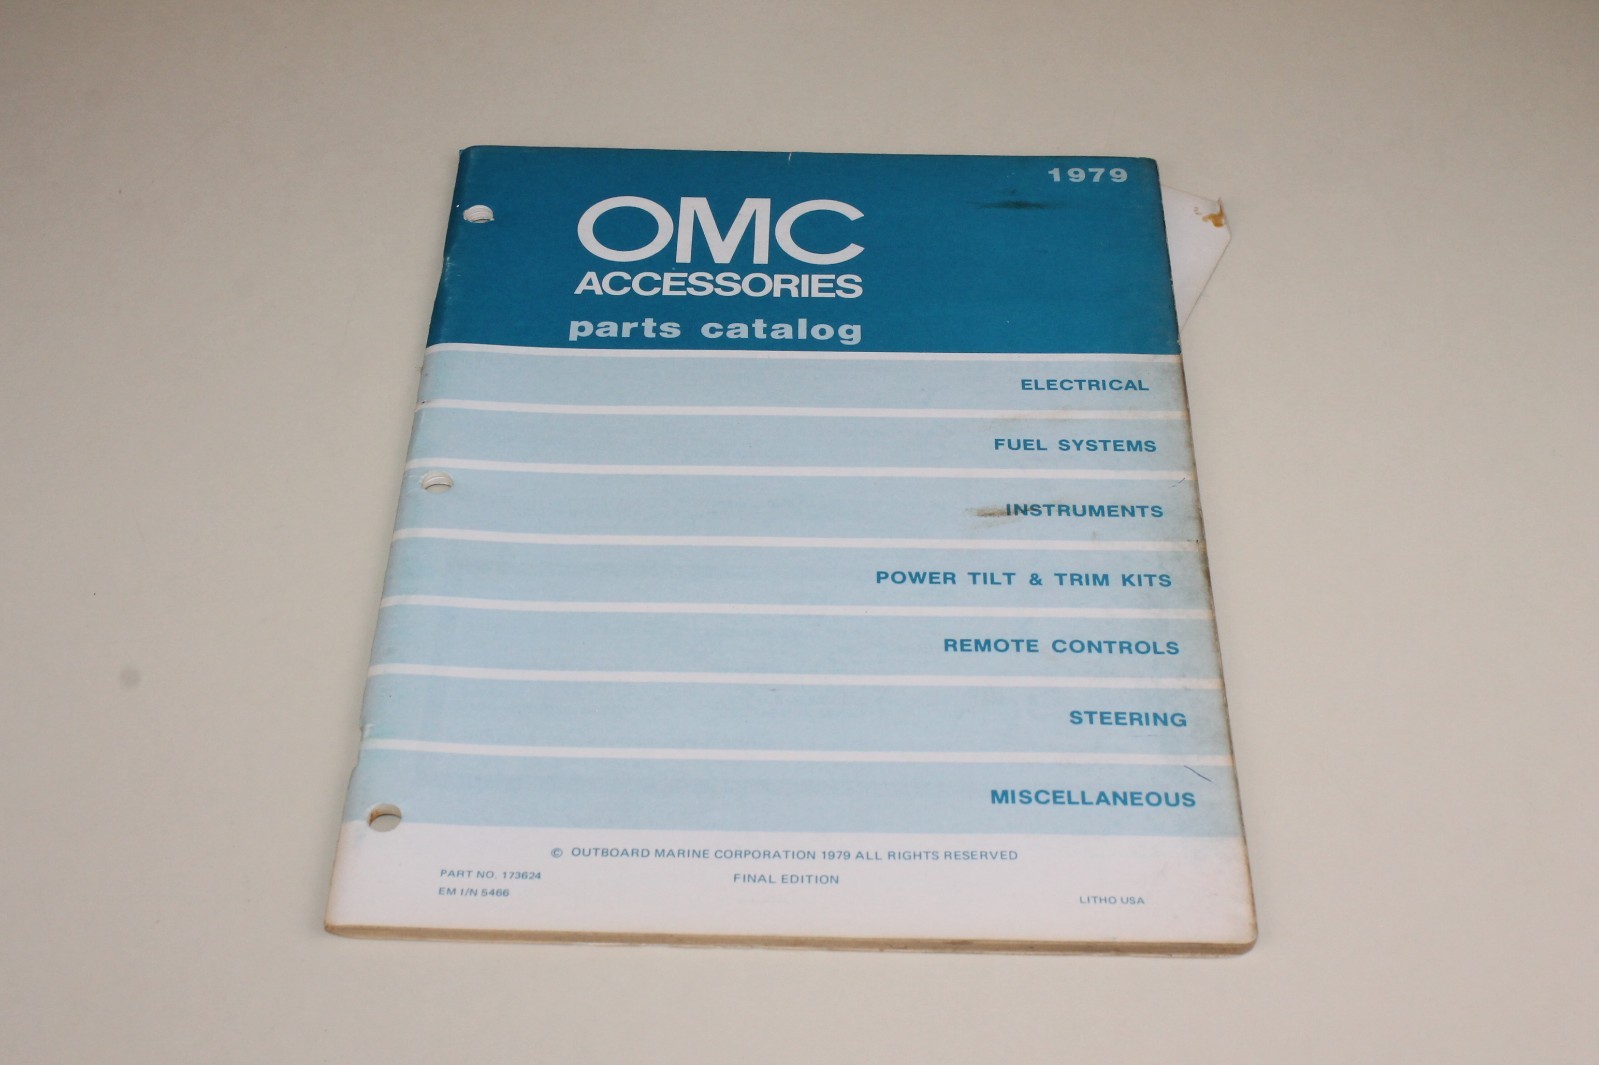 1979
OMC
ACCESSORIES
parts catalog
ELECTRICAL
FUEL SYSTEMS
INSTRUMENTS
POWER TILT & TRIM KITS
REMOTE CONTROLS
STEERING
MISCELLANEOUS
© OUTBOARD MARINE CORPORATION 1979 ALL RIGHTS RESERVED
PART NO. 173624
FINAL EDITION
EM I/N 5466
LITHO USA